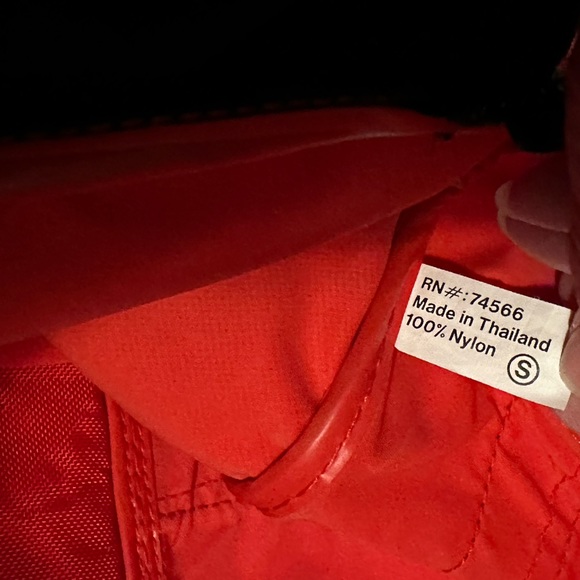 RN#:74566
Made in Thailand
100% Nylon
S